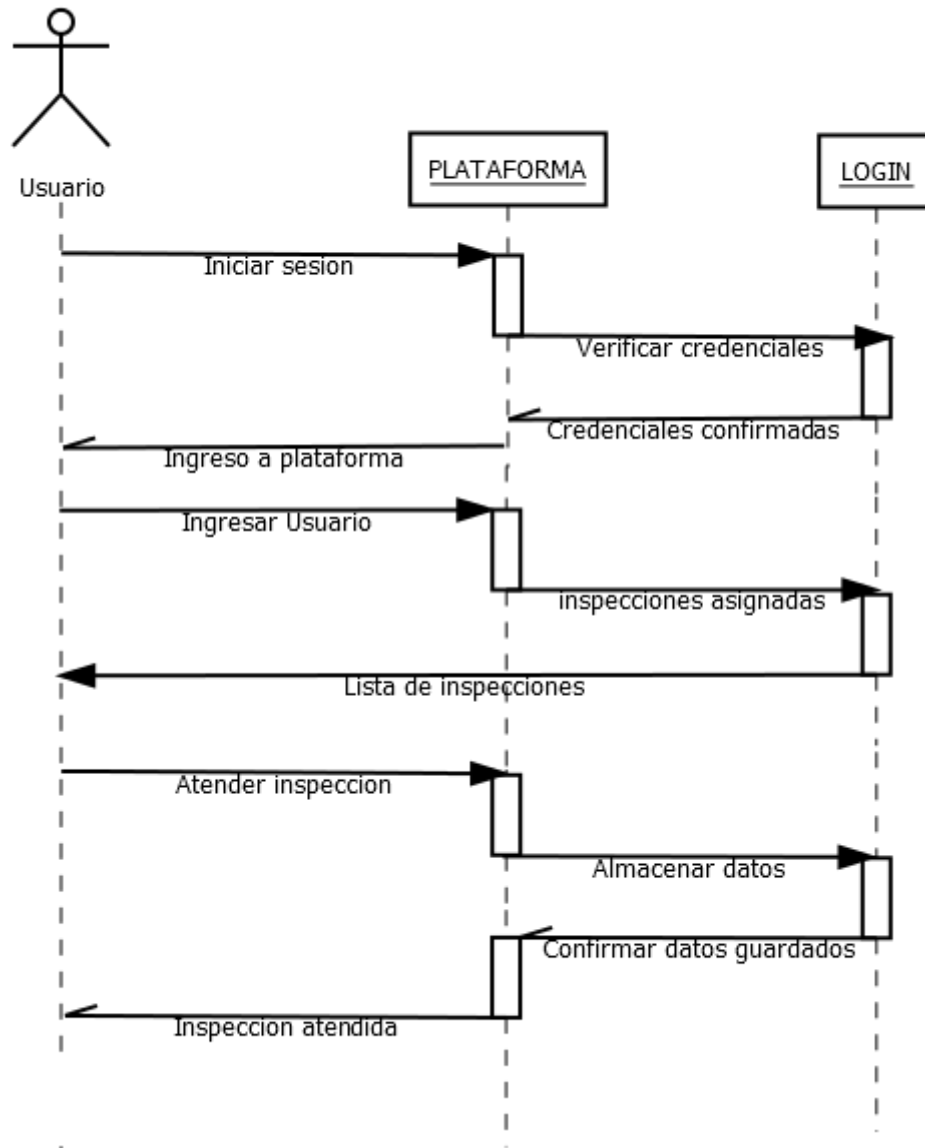 Usuario
PLATAFORMA
LOGIN
Iniciar sesion
Verificar credenciales
Credenciales confirmadas
Ingreso a plataforma
Ingresar Usuario
inspecciones asignadas
Lista de inspecciones
Atender inspeccion
Almacenar datos
Confirmar datos guardados
Inspeccion atendida